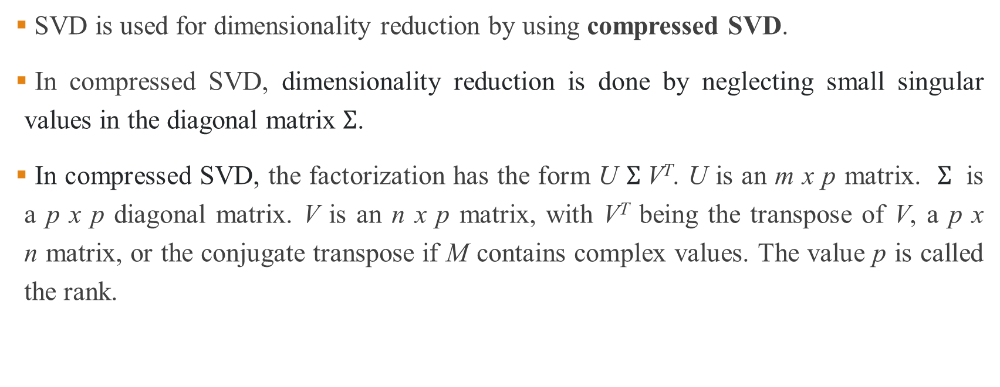 ▪ SVD is used for dimensionality reduction by using compressed SVD.
▪ In compressed SVD, dimensionality reduction is done by neglecting small singular
values in the diagonal matrix Σ.
▪ In compressed SVD, the factorization has the form U Σ Vᵀ. U is an m x p matrix. Σ is
a p x p diagonal matrix. V is an n x p matrix, with Vᵀ being the transpose of V, a p x
n matrix, or the conjugate transpose if M contains complex values. The value p is called
the rank.